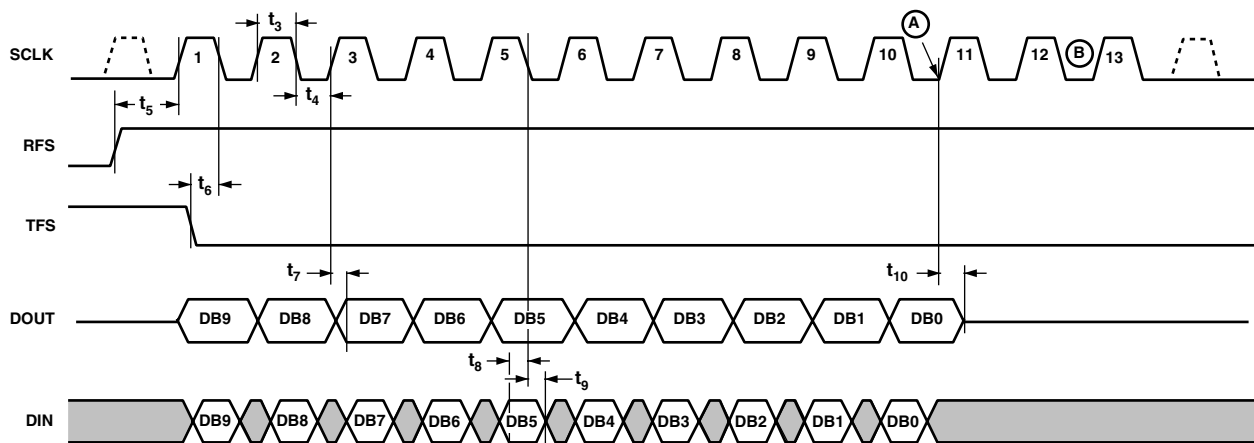 SCLK 1 2 3 4 5 6 7 8 9 10 11 12 13
t3
A
B
t4
t5
RFS
t6
TFS
t7
t10
DOUT DB9 DB8 DB7 DB6 DB5 DB4 DB3 DB2 DB1 DB0
t8
t9
DIN DB9 DB8 DB7 DB6 DB5 DB4 DB3 DB2 DB1 DB0